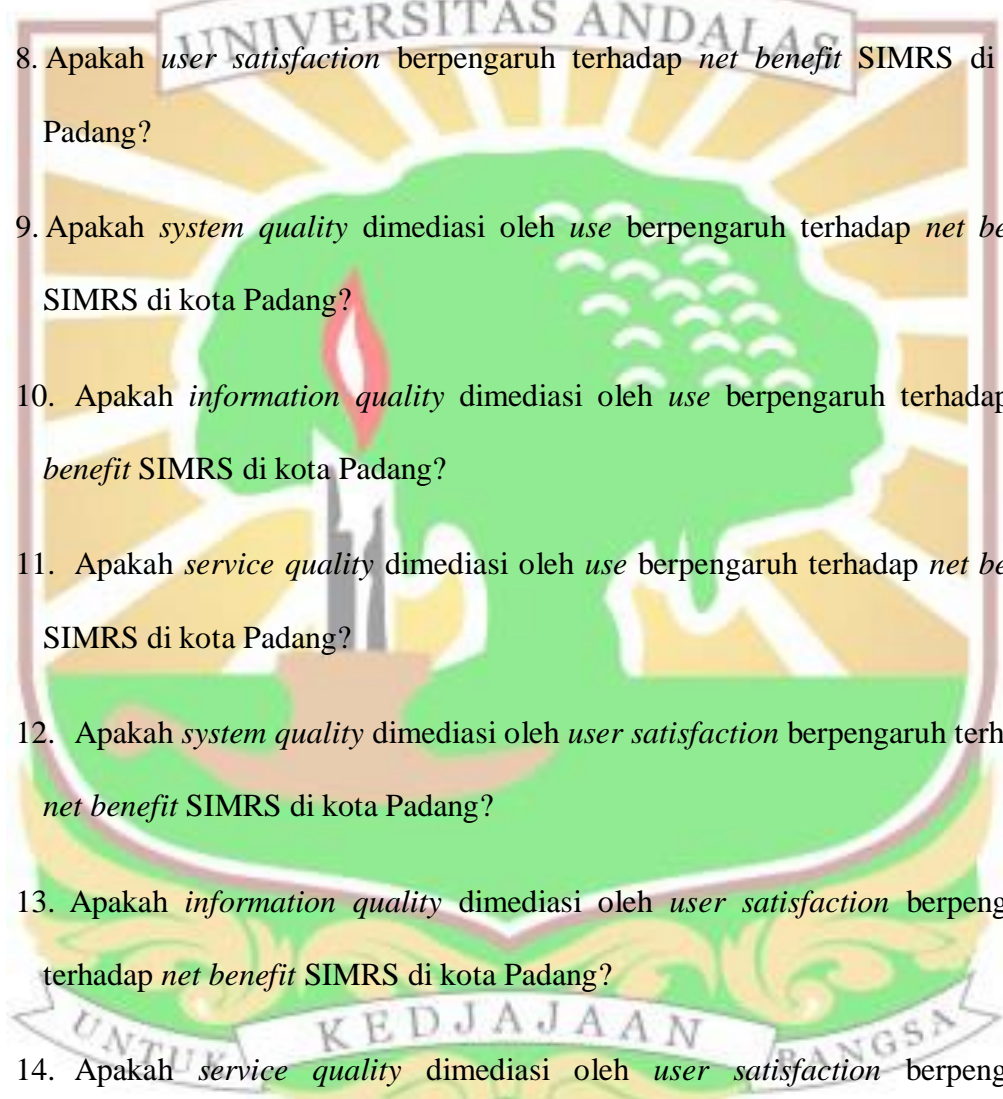 UNIVERSITAS ANDALAS
8. Apakah user satisfaction berpengaruh terhadap net benefit SIMRS di
Padang?
9. Apakah system quality dimediasi oleh use berpengaruh terhadap net be
SIMRS di kota Padang?
10. Apakah information quality dimediasi oleh use berpengaruh terhadap
benefit SIMRS di kota Padang?
11. Apakah service quality dimediasi oleh use berpengaruh terhadap net be
SIMRS di kota Padang?
12. Apakah system quality dimediasi oleh user satisfaction berpengaruh terh
net benefit SIMRS di kota Padang?
13. Apakah information quality dimediasi oleh user satisfaction berpeng
terhadap net benefit SIMRS di kota Padang?
UNTUK KEDJAJAAN BANGSA
14. Apakah service quality dimediasi oleh user satisfaction berpeng